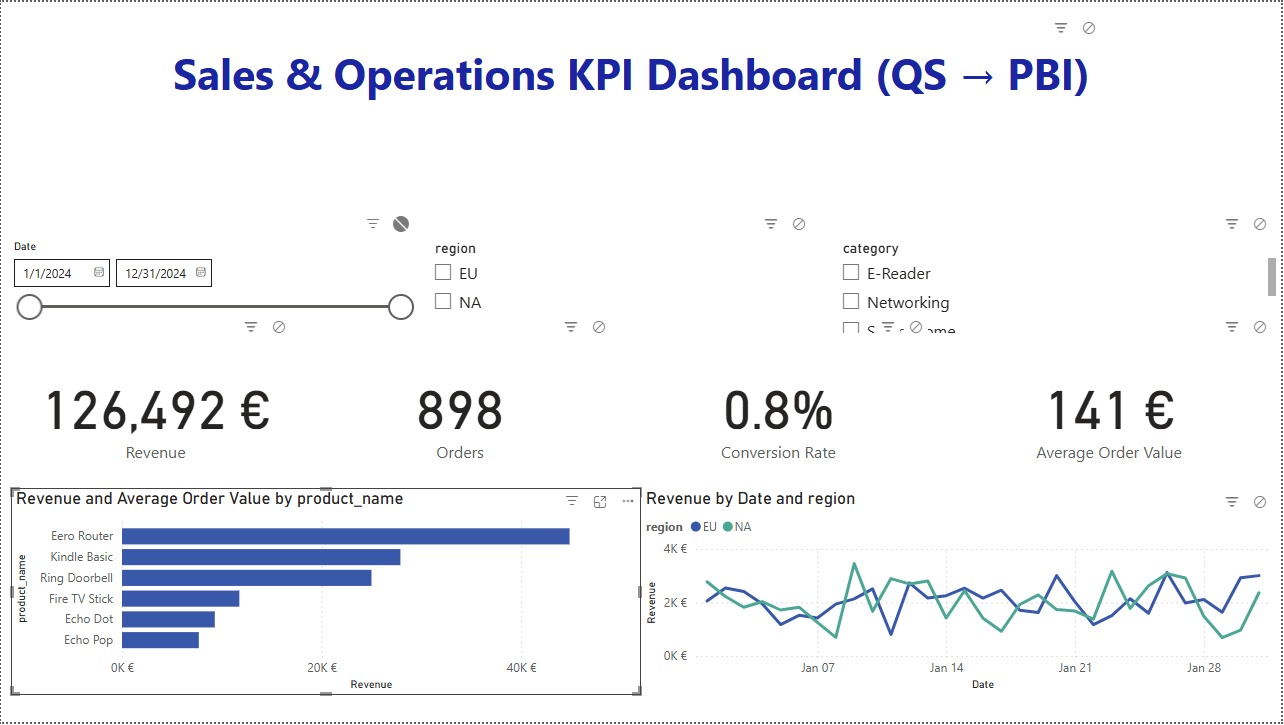 Sales & Operations KPI Dashboard (QS → PBI)
Date
1/1/2024
12/31/2024
region
EU
NA
category
E-Reader
Networking
126,492 €
Revenue
898
Orders
0.8%
Conversion Rate
141 €
Average Order Value
Revenue and Average Order Value by product_name
product_name
Eero Router
Kindle Basic
Ring Doorbell
Fire TV Stick
Echo Dot
Echo Pop
0K €
20K €
40K €
Revenue
Revenue by Date and region
region
EU
NA
Revenue
4K €
2K €
0K €
Jan 07
Jan 14
Jan 21
Jan 28
Date